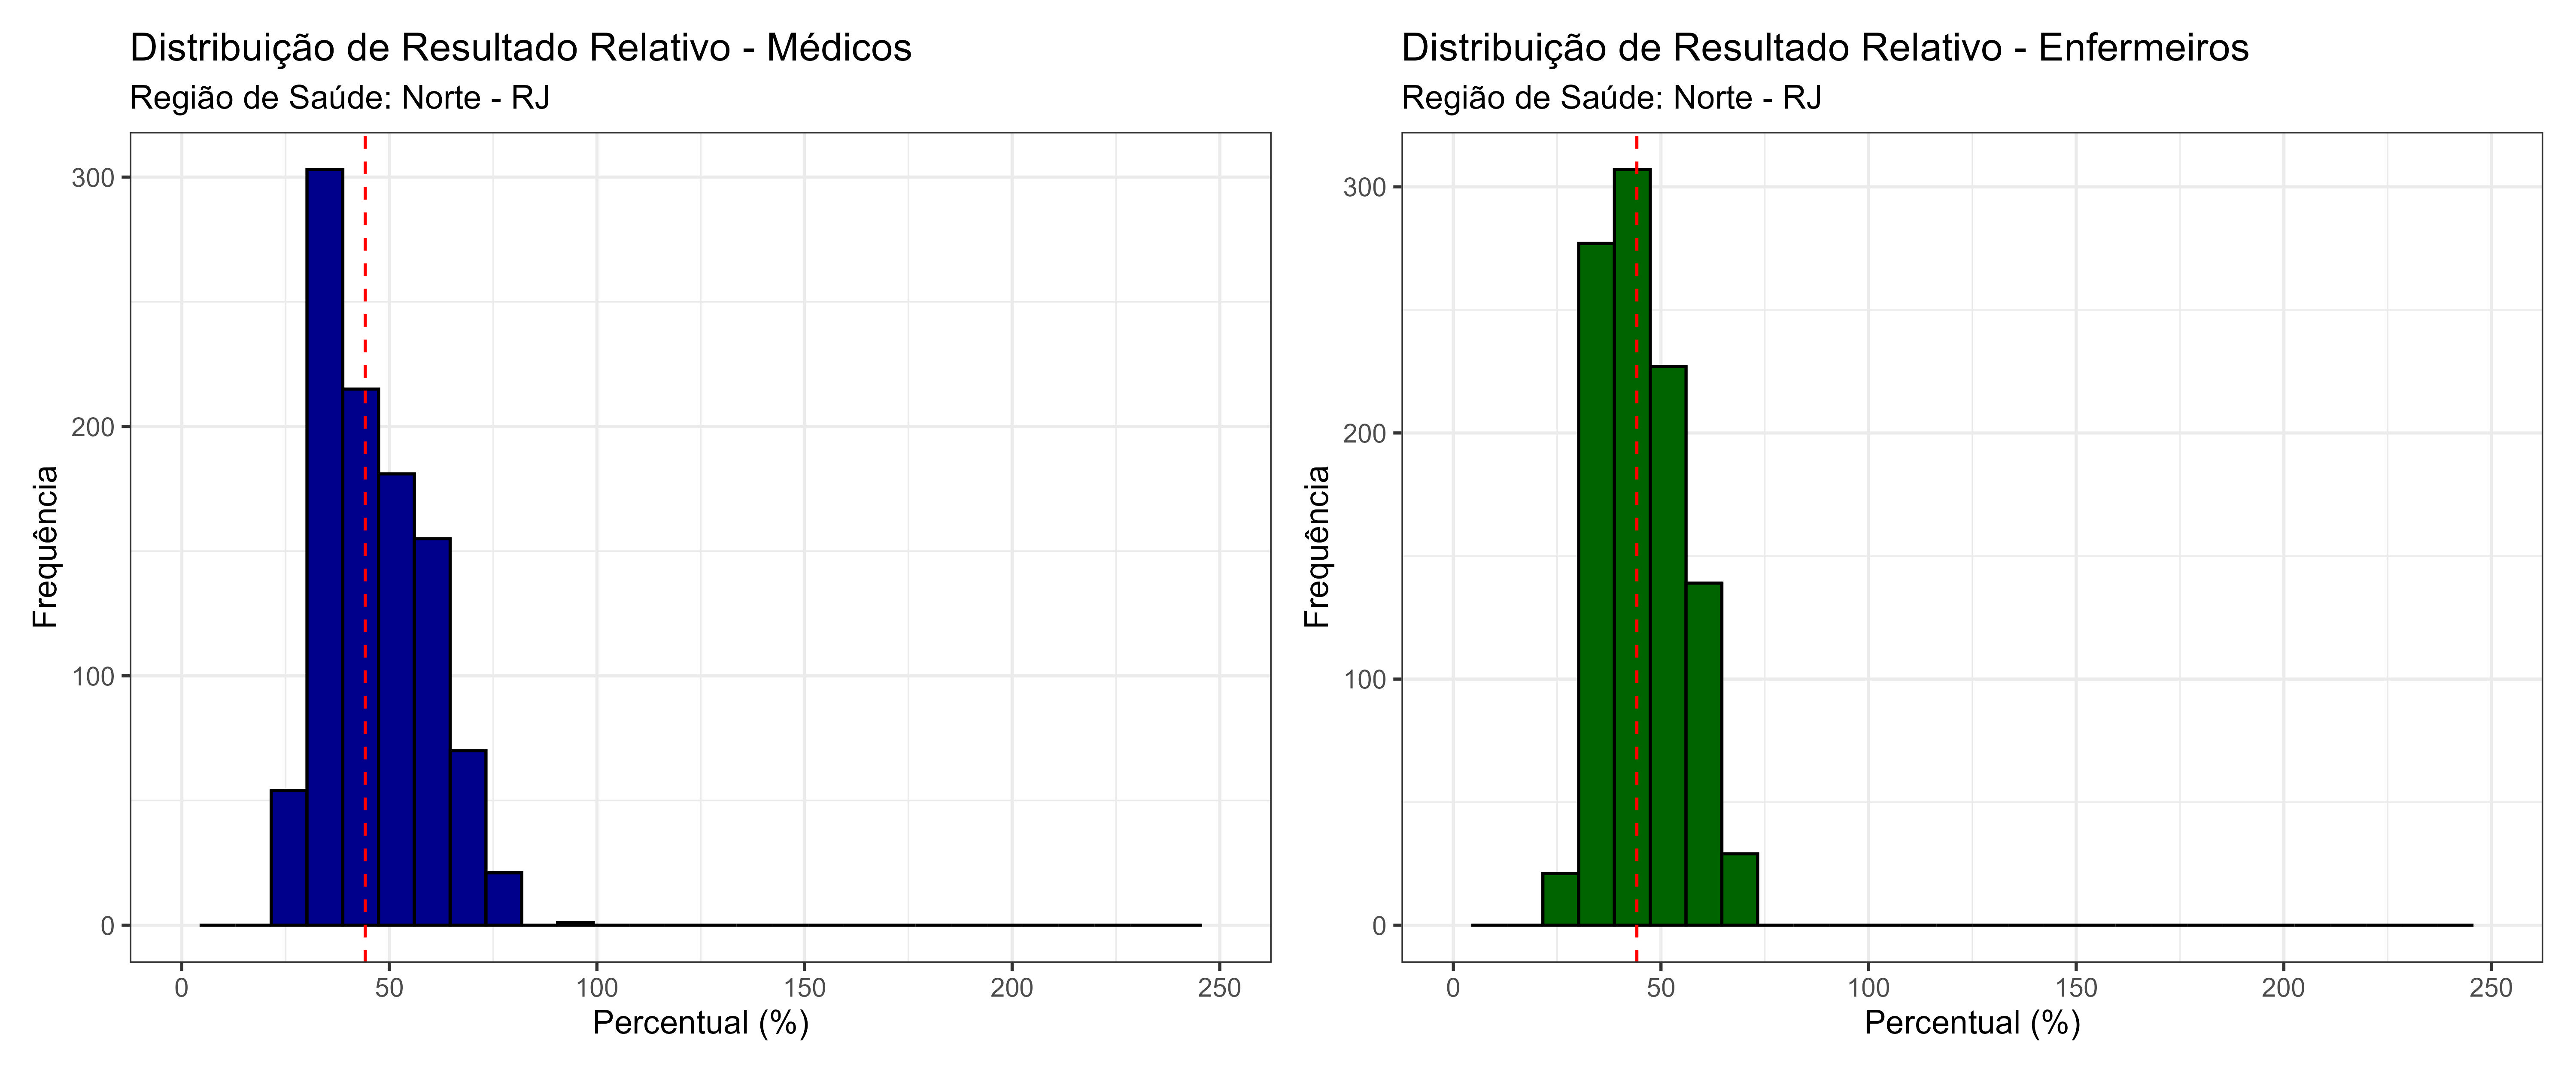 Distribuição de Resultado Relativo - Médicos
Região de Saúde: Norte - RJ
Frequência
300
200
100
0
0 50 100 150 200 250
Percentual (%)
Distribuição de Resultado Relativo - Enfermeiros
Região de Saúde: Norte - RJ
Frequência
300
200
100
0
0 50 100 150 200 250
Percentual (%)